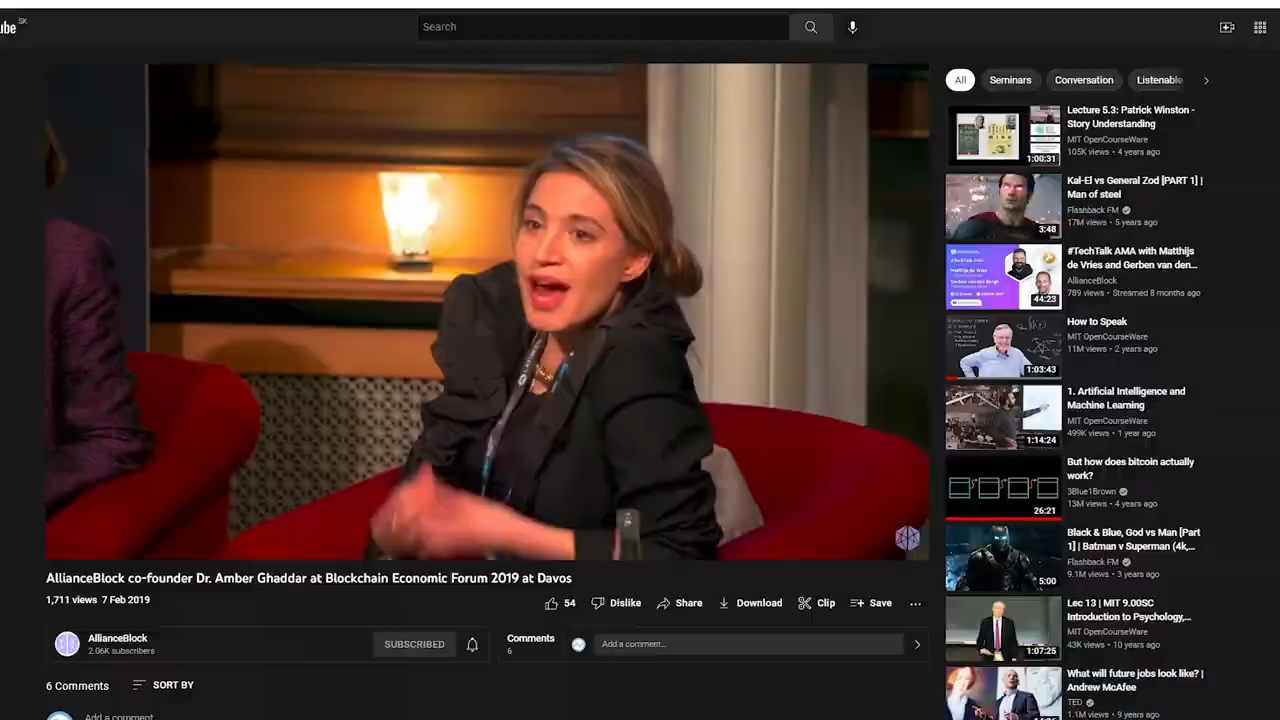 ube SK
Search
All
Seminars
Conversation
Listenable
Lecture 5.3: Patrick Winston -
Story Understanding
MIT OpenCourseWare
105K views • 4 years ago
1:00:31
Kal-El vs General Zod [PART 1] |
Man of steel
Flashback FM
17M views • 5 years ago
3:48
#TechTalk AMA with Matthijs
de Vries and Gerben van den...
AllianceBlock
789 views • Streamed 8 months ago
44:23
How to Speak
MIT OpenCourseWare
11M views • 2 years ago
1:03:43
1. Artificial Intelligence and
Machine Learning
MIT OpenCourseWare
499K views • 1 year ago
1:14:24
But how does bitcoin actually
work?
3Blue1Brown
13M views • 4 years ago
26:21
Black & Blue, God vs Man [Part
1] | Batman v Superman (4k,...
Flashback FM
9.1M views • 3 years ago
5:00
Lec 13 | MIT 9.00SC
Introduction to Psychology,...
MIT OpenCourseWare
43K views • 10 years ago
1:07:25
What will future jobs look like? |
Andrew McAfee
TED
1.1M views • 9 years ago
AllianceBlock co-founder Dr. Amber Ghaddar at Blockchain Economic Forum 2019 at Davos
1,711 views 7 Feb 2019
54
Dislike
Share
Download
Clip
Save
AllianceBlock
2.06K subscribers
SUBSCRIBED
Comments
6
Add a comment...
6 Comments
SORT BY
Add a comment